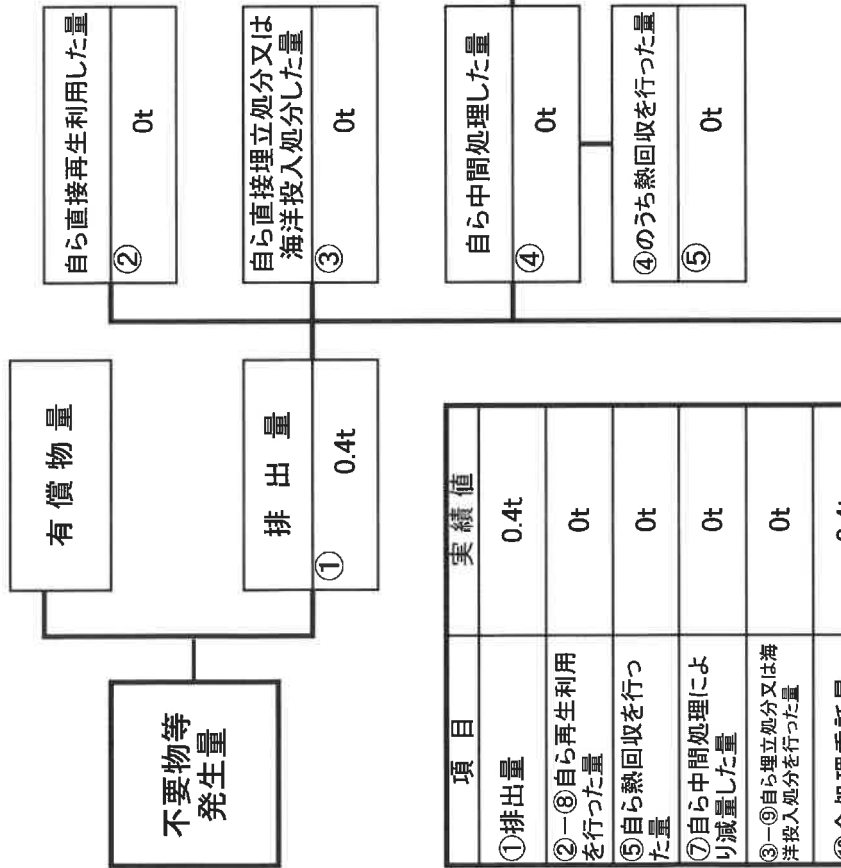 不要物等
発生量
有 償 物 量
排 出 量
①
0.4t
自ら直接再生利用した量
②
0t
自ら直接埋立処分又は
海洋投入処分した量
③
0t
自ら中間処理した量
④
0t
④のうち熱回収を行った量
⑤
0t
項 目
実 績 値
①排出量
0.4t
②ー⑧自ら再生利用
を行った量
0t
⑤自ら熱回収を行っ
た量
0t
⑦自ら中間処理によ
り減量した量
0t
③ー⑨自ら埋立処分又は海
洋投入処分を行った量
0t